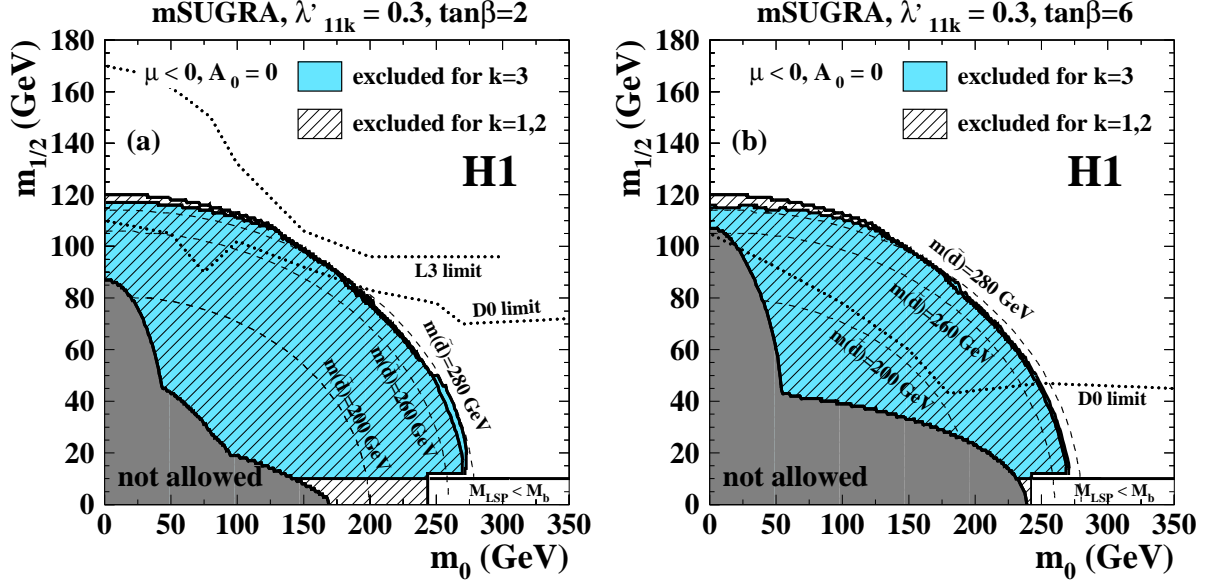 mSUGRA, λ'₁₁ₖ = 0.3, tanβ=2
m₁/₂ (GeV)
180
160
140
120
100
80
60
40
20
0
μ < 0, A₀ = 0
excluded for k=3
excluded for k=1,2
(a)
H1
L3 limit
D0 limit
m(d̃)=280 GeV
m(d̃)=260 GeV
m(d̃)=200 GeV
not allowed
M_LSP < M_b
0 50 100 150 200 250 300 350
m₀ (GeV)
mSUGRA, λ'₁₁ₖ = 0.3, tanβ=6
m₁/₂ (GeV)
180
160
140
120
100
80
60
40
20
0
μ < 0, A₀ = 0
excluded for k=3
excluded for k=1,2
(b)
H1
m(d̃)=280 GeV
m(d̃)=260 GeV
m(d̃)=200 GeV
D0 limit
not allowed
M_LSP < M_b
0 50 100 150 200 250 300 350
m₀ (GeV)